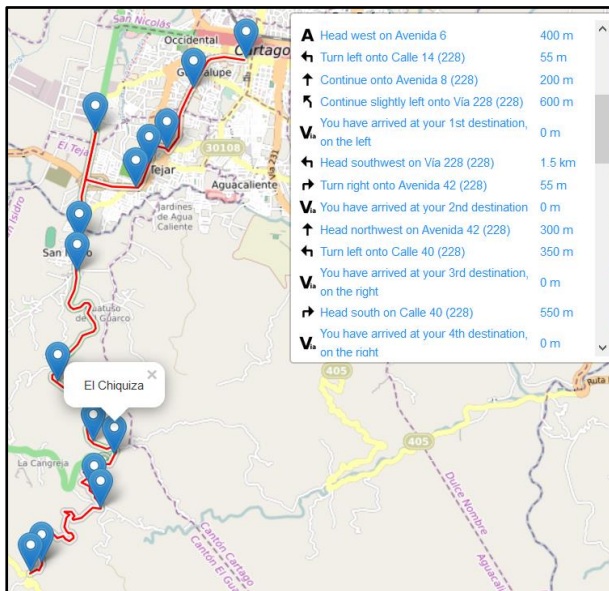 San Nicolás
Occidental
Cartago
Guadalupe
El Tejar
30108
Tejar
Vía 231
Aguacaliente
Jardines
de Agua
Caliente
San Isidro
El Chiquiza
×
La Cangreja
405
405
Ruta
Dulce Nombre
Cantón Cartago
Cantón El Gua
Aguacali
A Head west on Avenida 6 400 m
Turn left onto Calle 14 (228) 55 m
Continue onto Avenida 8 (228) 200 m
Continue slightly left onto Vía 228 (228) 600 m
Via You have arrived at your 1st destination, 0 m
on the left
Head southwest on Vía 228 (228) 1.5 km
Turn right onto Avenida 42 (228) 55 m
Via You have arrived at your 2nd destination 0 m
Head northwest on Avenida 42 (228) 300 m
Turn left onto Calle 40 (228) 350 m
Via You have arrived at your 3rd destination, 0 m
on the right
Head south on Calle 40 (228) 550 m
Via You have arrived at your 4th destination, 0 m
on the right